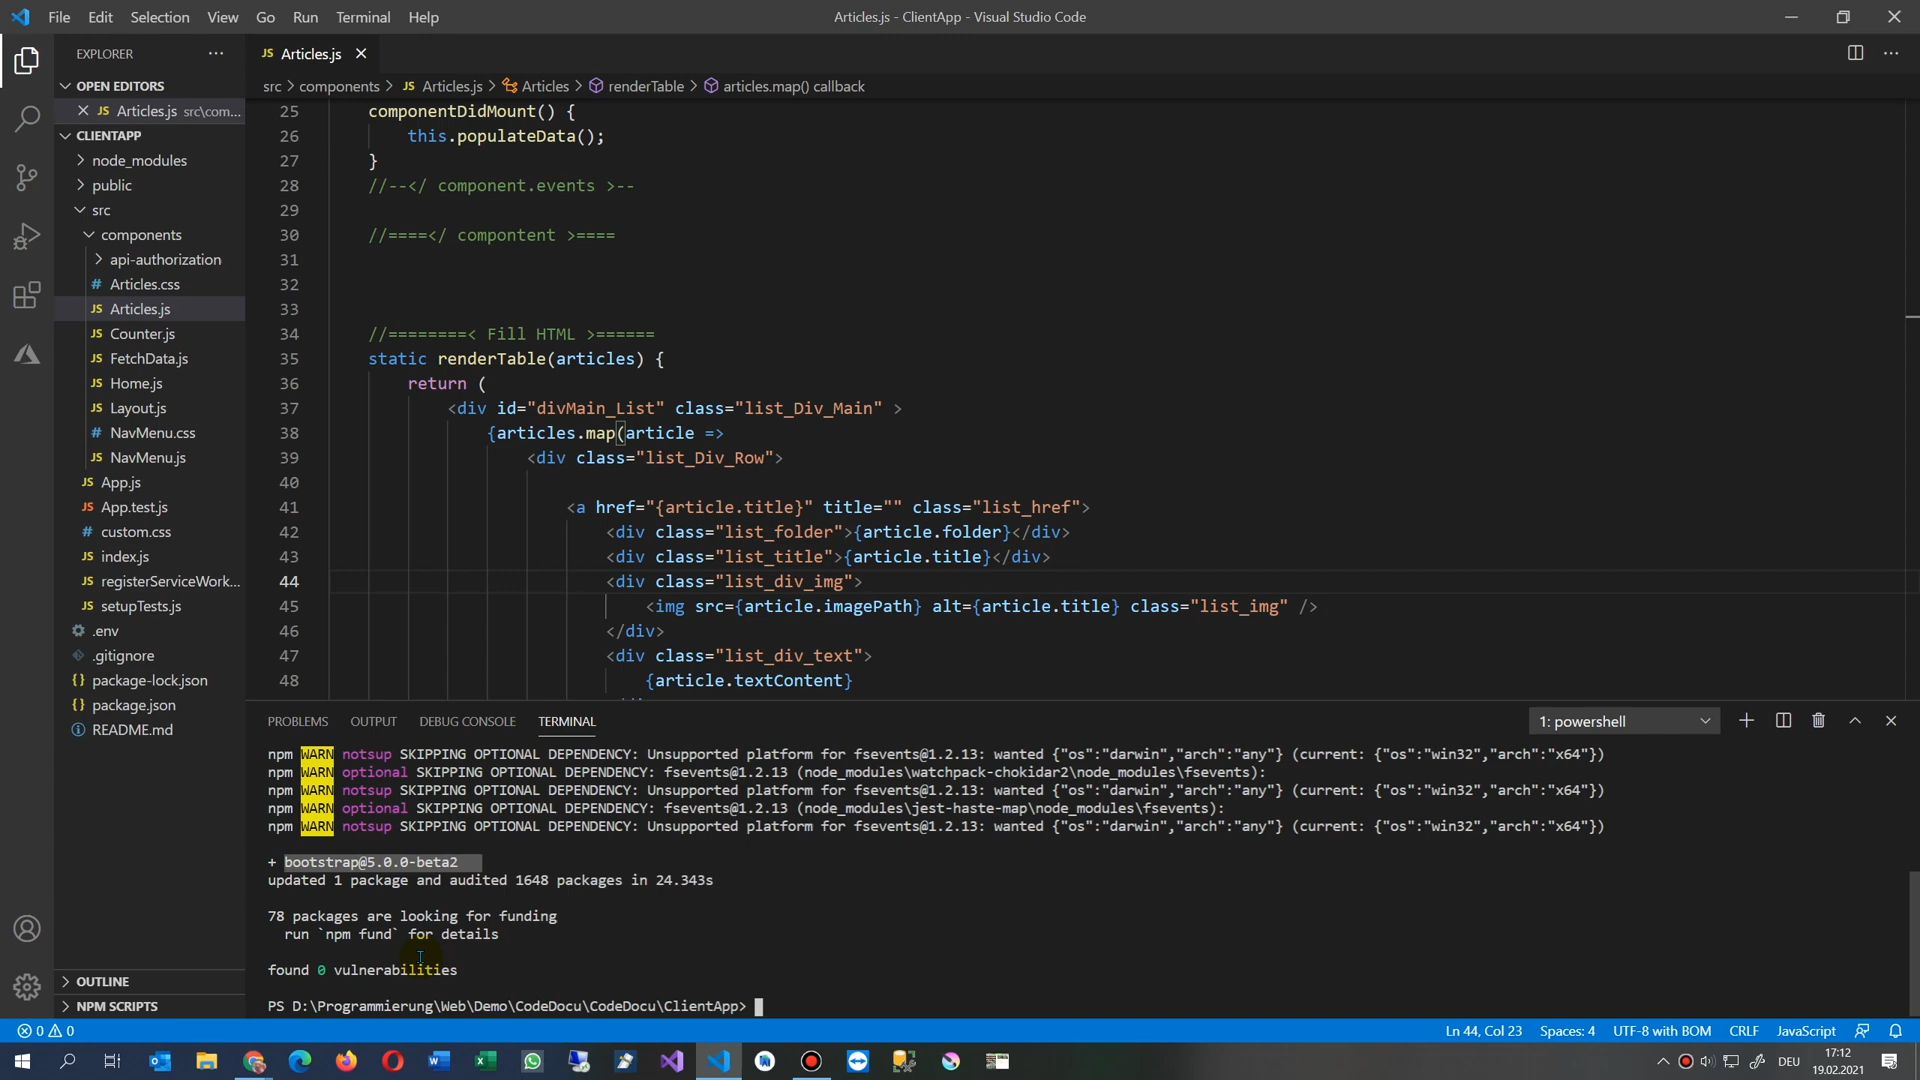 File Edit Selection View Go Run Terminal Help
Articles.js - ClientApp - Visual Studio Code
EXPLORER
OPEN EDITORS
JS Articles.js src\com...
CLIENTAPP
node_modules
public
src
components
api-authorization
# Articles.css
JS Articles.js
JS Counter.js
JS FetchData.js
JS Home.js
JS Layout.js
# NavMenu.css
JS NavMenu.js
JS App.js
JS App.test.js
# custom.css
JS index.js
JS registerServiceWork...
JS setupTests.js
.env
.gitignore
{} package-lock.json
{} package.json
README.md
OUTLINE
NPM SCRIPTS
JS Articles.js
src > components > JS Articles.js > Articles > renderTable > articles.map() callback
25 componentDidMount() {
26 this.populateData();
27 }
28 //--</ component.events >--
29
30 //====</ compontent >====
31
32
33
34 //========< Fill HTML >======
35 static renderTable(articles) {
36 return (
37 <div id="divMain_List" class="list_Div_Main" >
38 {articles.map(article =>
39 <div class="list_Div_Row">
40
41 <a href="{article.title}" title="" class="list_href">
42 <div class="list_folder">{article.folder}</div>
43 <div class="list_title">{article.title}</div>
44 <div class="list_div_img">
45 <img src={article.imagePath} alt={article.title} class="list_img" />
46 </div>
47 <div class="list_div_text">
48 {article.textContent}
PROBLEMS OUTPUT DEBUG CONSOLE TERMINAL
1: powershell
npm WARN notsup SKIPPING OPTIONAL DEPENDENCY: Unsupported platform for fsevents@1.2.13: wanted {"os":"darwin","arch":"any"} (current: {"os":"win32","arch":"x64"})
npm WARN optional SKIPPING OPTIONAL DEPENDENCY: fsevents@1.2.13 (node_modules\watchpack-chokidar2\node_modules\fsevents):
npm WARN notsup SKIPPING OPTIONAL DEPENDENCY: Unsupported platform for fsevents@1.2.13: wanted {"os":"darwin","arch":"any"} (current: {"os":"win32","arch":"x64"})
npm WARN optional SKIPPING OPTIONAL DEPENDENCY: fsevents@1.2.13 (node_modules\jest-haste-map\node_modules\fsevents):
npm WARN notsup SKIPPING OPTIONAL DEPENDENCY: Unsupported platform for fsevents@1.2.13: wanted {"os":"darwin","arch":"any"} (current: {"os":"win32","arch":"x64"})
+ bootstrap@5.0.0-beta2
updated 1 package and audited 1648 packages in 24.343s
78 packages are looking for funding
run `npm fund` for details
found 0 vulnerabilities
PS D:\Programmierung\Web\Demo\CodeDocu\CodeDocu\ClientApp>
0 0
Ln 44, Col 23 Spaces: 4 UTF-8 with BOM CRLF JavaScript
DEU
17:12
19.02.2021